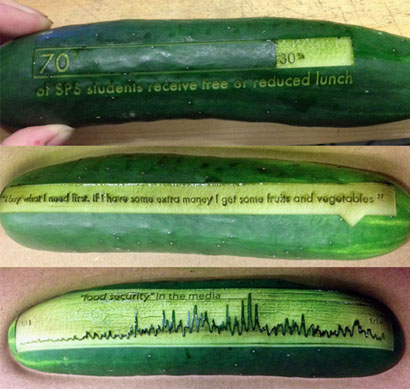 70
30%
of SPS students receive free or reduced lunch
"I buy what I need first. If I have some extra money I get some fruits and vegetables"
"food security" in the media